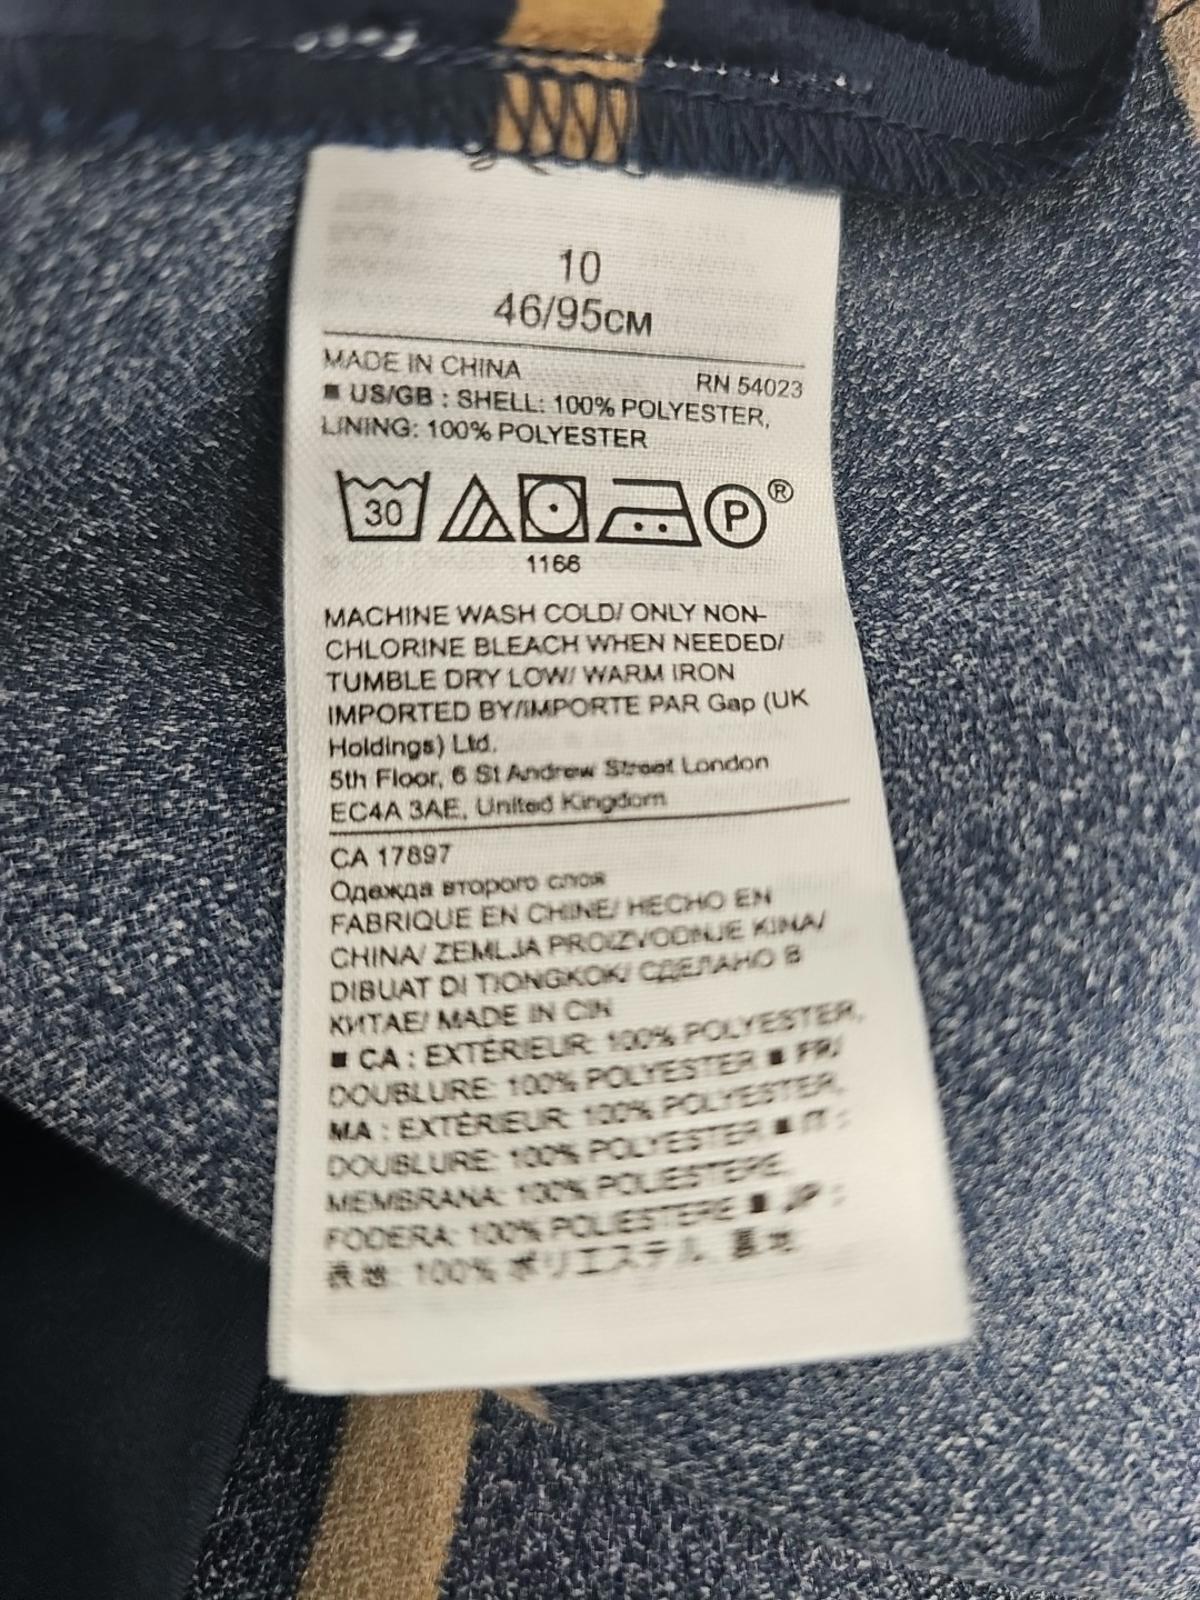 10
46/95CM
MADE IN CHINA
RN 54023
■ US/GB : SHELL: 100% POLYESTER,
LINING: 100% POLYESTER
30
P
®
1166
MACHINE WASH COLD/ ONLY NON-
CHLORINE BLEACH WHEN NEEDED/
TUMBLE DRY LOW/ WARM IRON
IMPORTED BY/IMPORTE PAR Gap (UK
Holdings) Ltd.
5th Floor, 6 St Andrew Street London
EC4A 3AE, United Kingdom
CA 17897
Одежда второго слоя
FABRIQUE EN CHINE/ HECHO EN
CHINA/ ZEMLJA PROIZVODNJE KINA/
DIBUAT DI TIONGKOK/ СДЕЛАНО В
КИТАЕ/ MADE IN CIN
■ CA : EXTÉRIEUR: 100% POLYESTER,
DOUBLURE: 100% POLYESTER ■ FR/
MA : EXTÉRIEUR: 100% POLYESTER,
DOUBLURE: 100% POLYESTER ■ IT :
MEMBRANA: 100% POLIESTERE,
FODERA: 100% POLIESTERE ■ JP :
表地: 100% ポリエステル, 裏地: